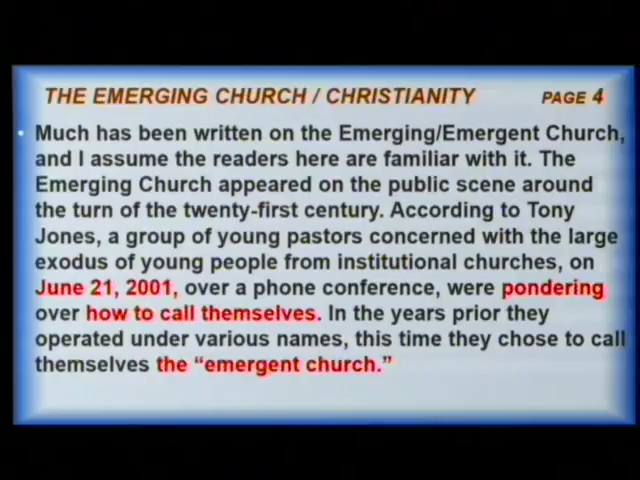 THE EMERGING CHURCH / CHRISTIANITY PAGE 4
• Much has been written on the Emerging/Emergent Church,
and I assume the readers here are familiar with it. The
Emerging Church appeared on the public scene around
the turn of the twenty-first century. According to Tony
Jones, a group of young pastors concerned with the large
exodus of young people from institutional churches, on
June 21, 2001, over a phone conference, were pondering
over how to call themselves. In the years prior they
operated under various names, this time they chose to call
themselves the “emergent church.”